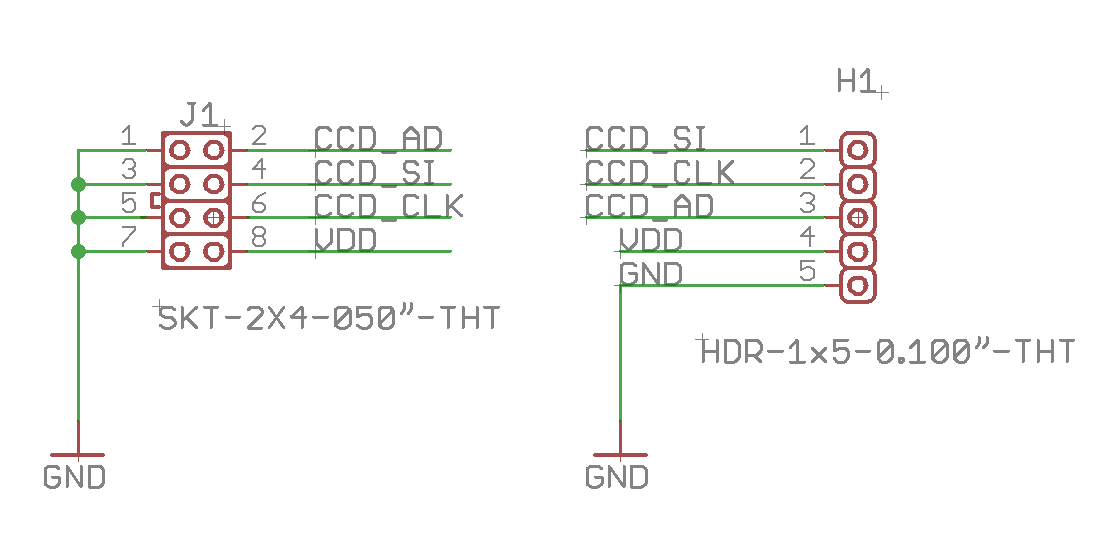 J1
1 2 CCD_AD
3 4 CCD_SI
5 6 CCD_CLK
7 8 VDD
SKT-2X4-050"-THT
GND
H1
CCD_SI 1
CCD_CLK 2
CCD_AD 3
VDD 4
GND 5
HDR-1x5-0.100"-THT
GND